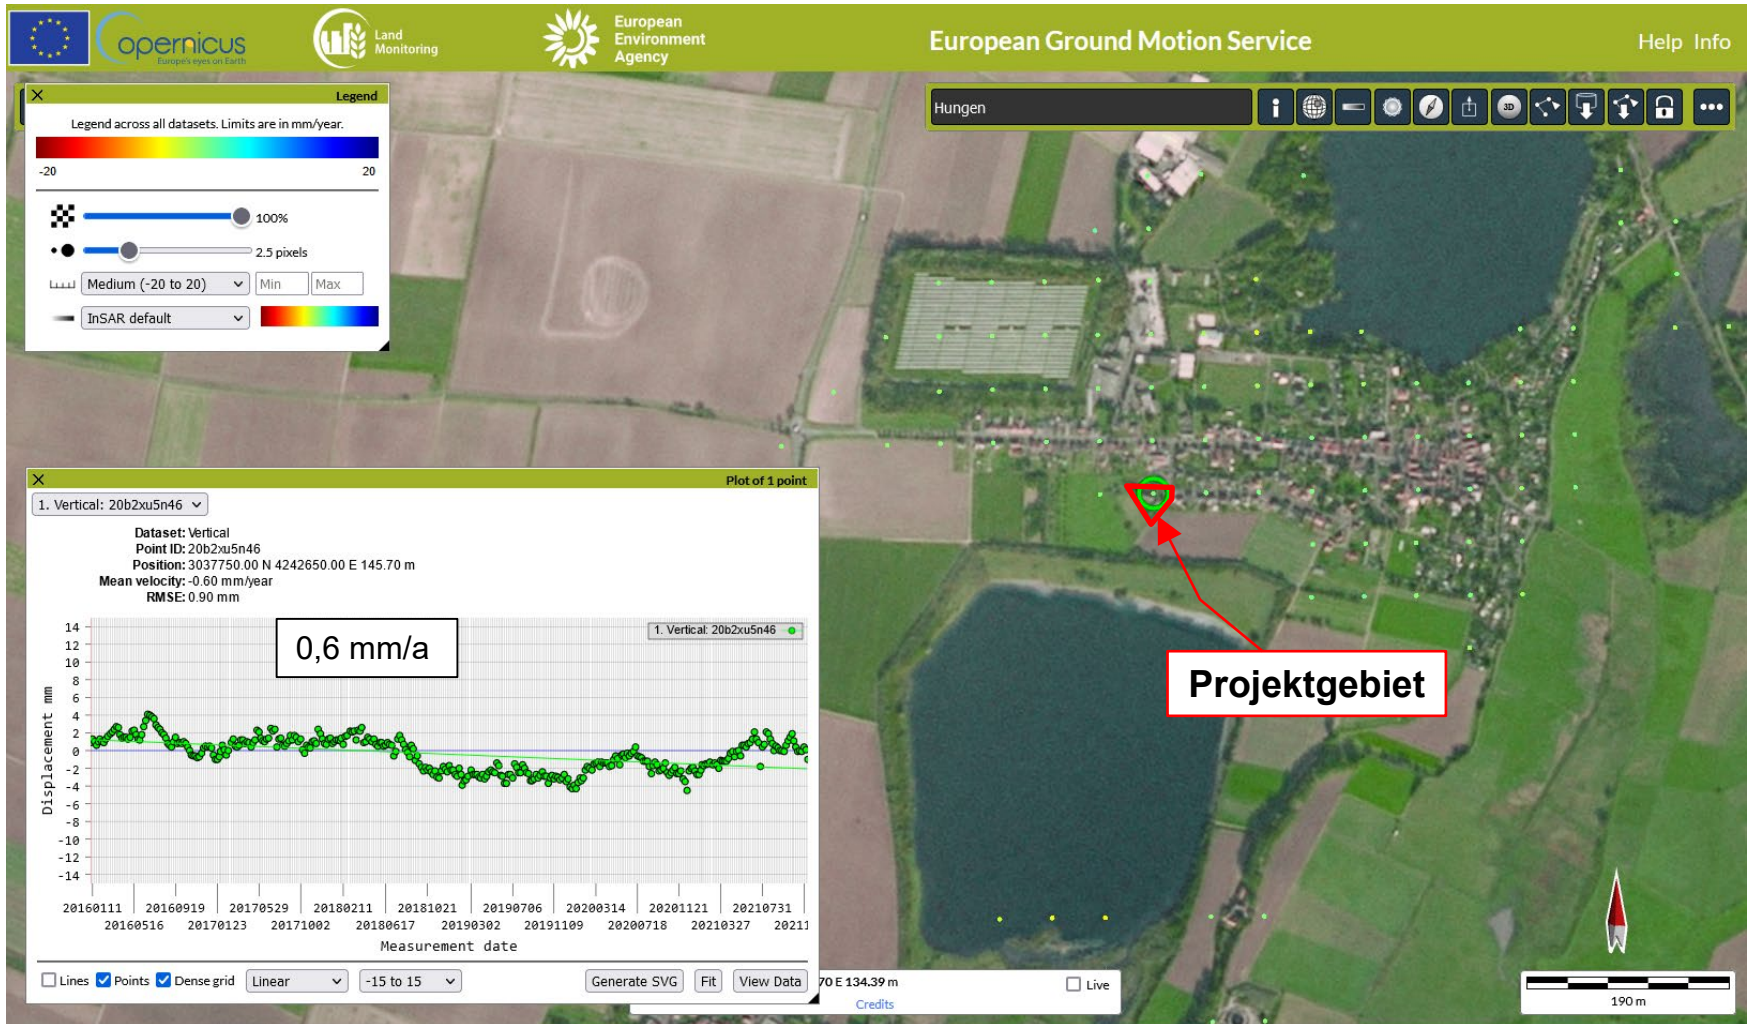 opernicus
Europe's eyes on Earth
Land
Monitoring
European
Environment
Agency
European Ground Motion Service
Help Info
Legend
Legend across all datasets. Limits are in mm/year.
-20 20
100%
2.5 pixels
Medium (-20 to 20) Min Max
InSAR default
Hungen
i
3D
Plot of 1 point
1. Vertical: 20b2xu5n46
Dataset: Vertical
Point ID: 20b2xu5n46
Position: 3037750.00 N 4242650.00 E 145.70 m
Mean velocity: -0.60 mm/year
RMSE: 0.90 mm
0,6 mm/a
1. Vertical: 20b2xu5n46
14
12
10
8
6
4
2
0
-2
-4
-6
-8
-10
-12
-14
Displacement mm
20160111 20160919 20170529 20180211 20181021 20190706 20200314 20201121 20210731
20160516 20170123 20171002 20180617 20190302 20191109 20200718 20210327 20211
Measurement date
Lines Points Dense grid Linear -15 to 15 Generate SVG Fit View Data
Projektgebiet
70 E 134.39 m Live
Credits
190 m